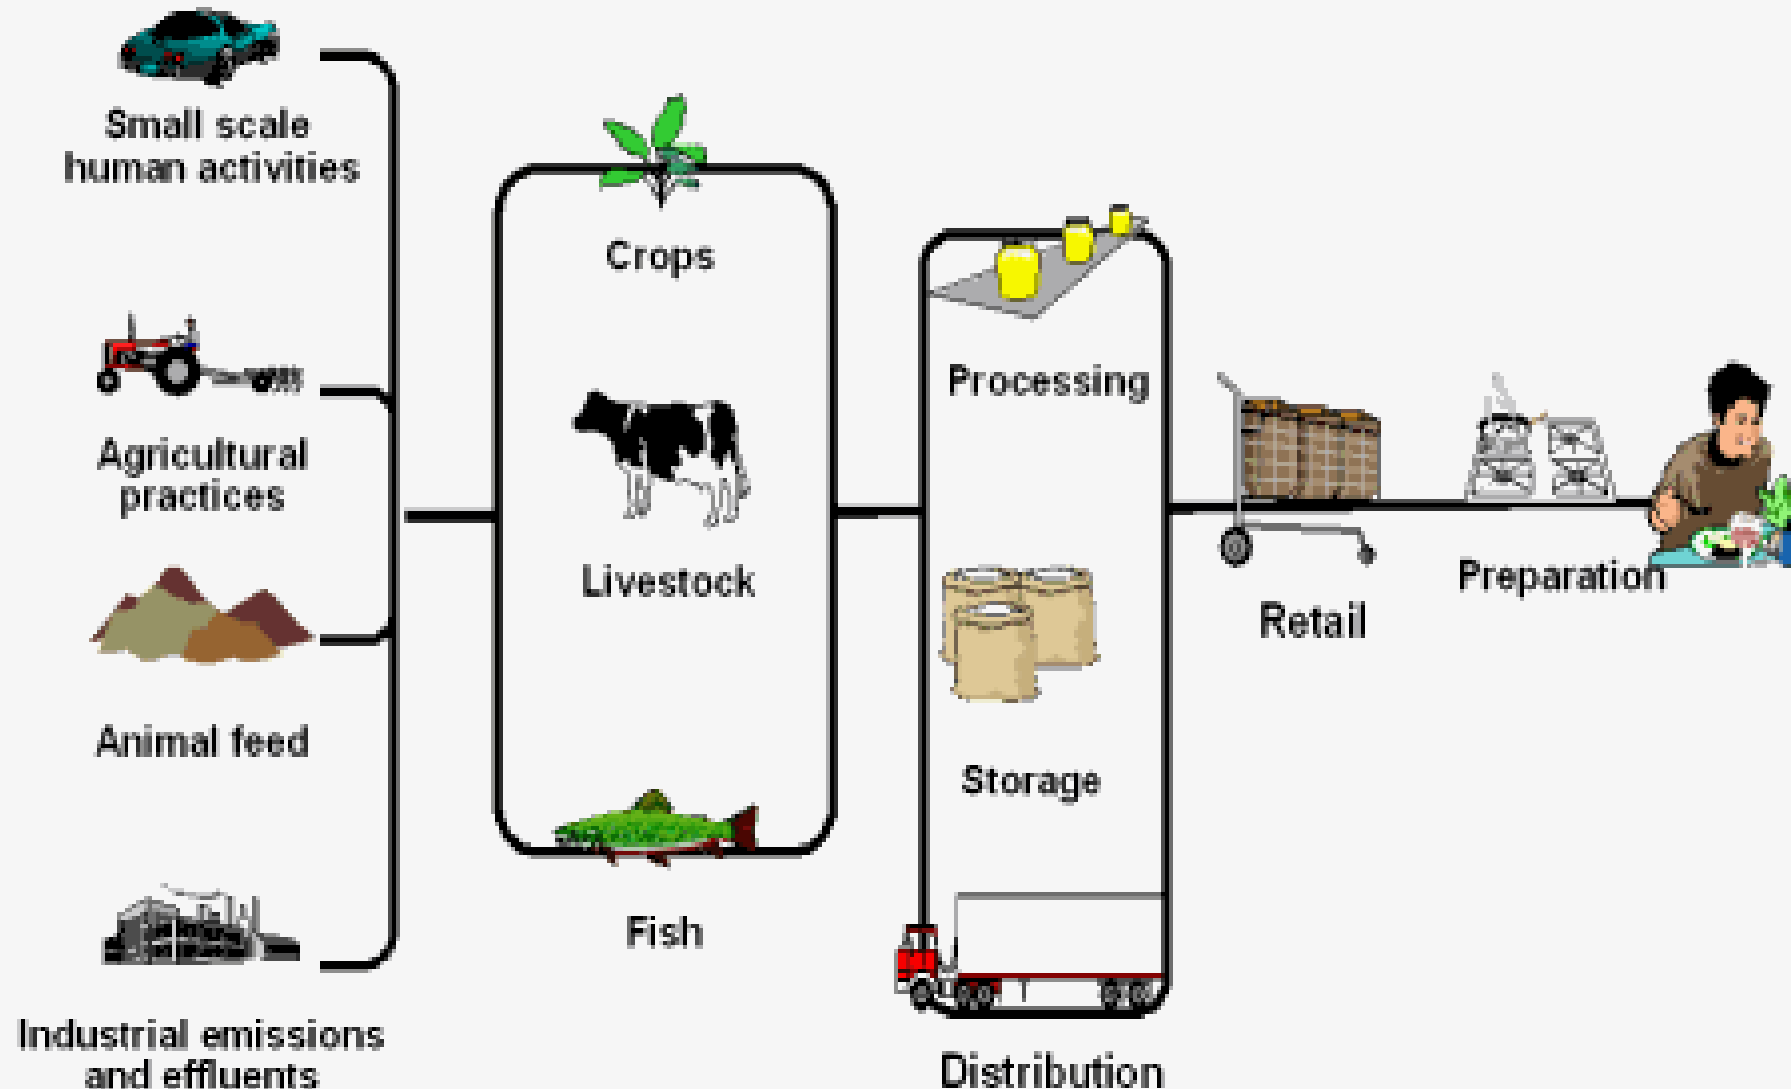 Small scale
human activities
Agricultural
practices
Animal feed
Industrial emissions
and effluents
Crops
Livestock
Fish
Processing
Storage
Distribution
Retail
Preparation